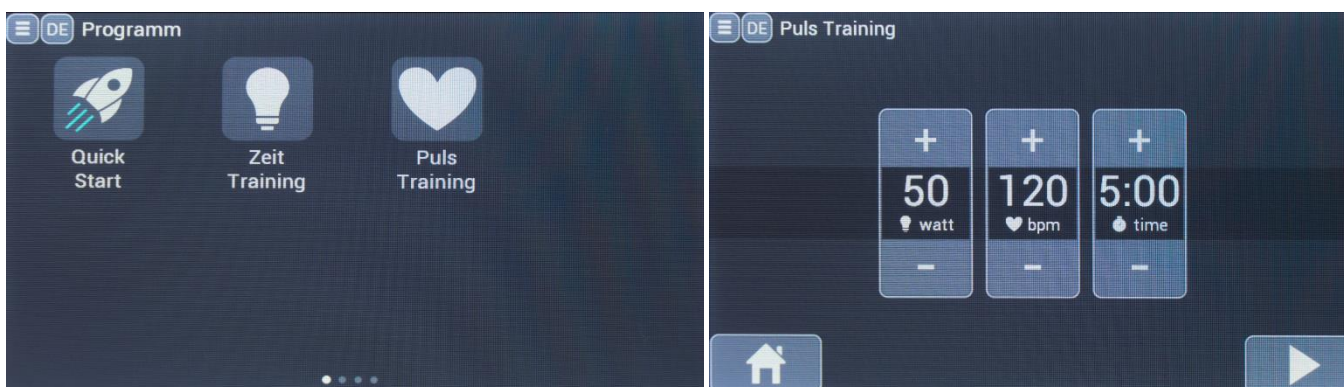 DE Programm
Quick
Start
Zeit
Training
Puls
Training
DE Puls Training
+
+
+
50
120
5:00
watt
bpm
time
-
-
-